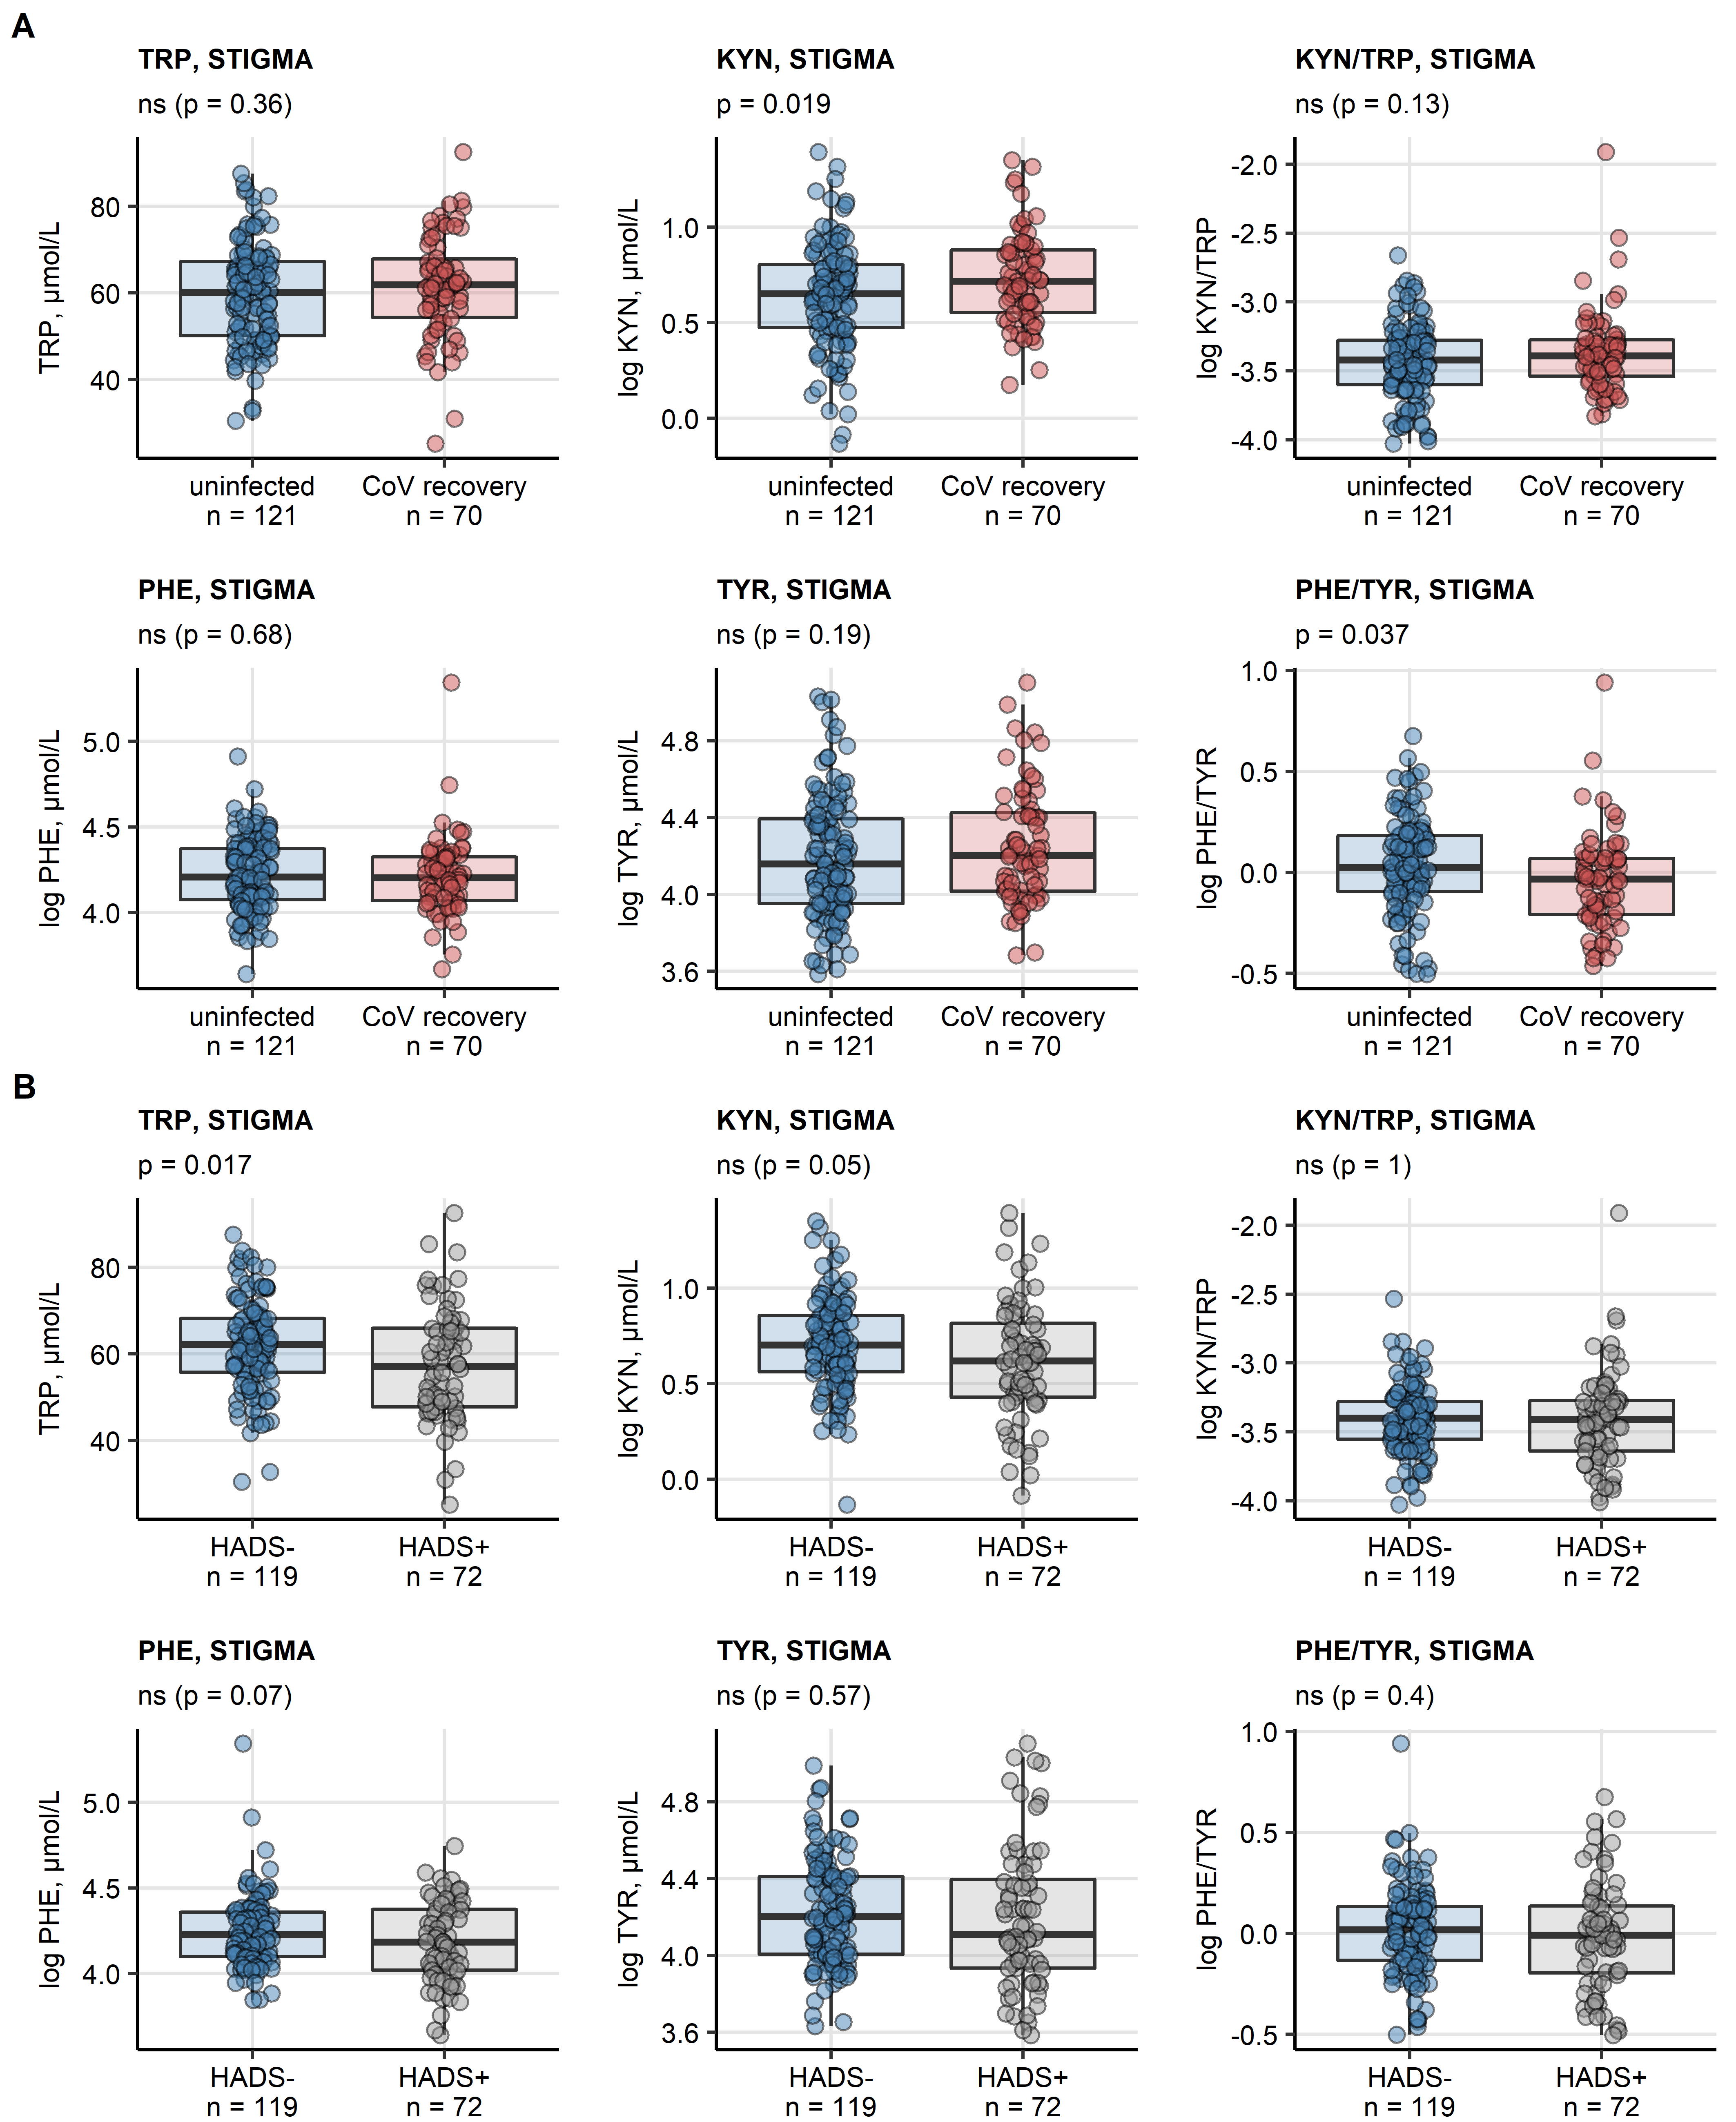 A
TRP, STIGMA
ns (p = 0.36)
TRP, µmol/L
80
60
40
uninfected
n = 121
CoV recovery
n = 70
KYN, STIGMA
p = 0.019
log KYN, µmol/L
1.0
0.5
0.0
uninfected
n = 121
CoV recovery
n = 70
KYN/TRP, STIGMA
ns (p = 0.13)
log KYN/TRP
-2.0
-2.5
-3.0
-3.5
-4.0
uninfected
n = 121
CoV recovery
n = 70
PHE, STIGMA
ns (p = 0.68)
log PHE, µmol/L
5.0
4.5
4.0
uninfected
n = 121
CoV recovery
n = 70
TYR, STIGMA
ns (p = 0.19)
log TYR, µmol/L
4.8
4.4
4.0
3.6
uninfected
n = 121
CoV recovery
n = 70
PHE/TYR, STIGMA
p = 0.037
log PHE/TYR
1.0
0.5
0.0
-0.5
uninfected
n = 121
CoV recovery
n = 70
B
TRP, STIGMA
p = 0.017
TRP, µmol/L
80
60
40
HADS-
n = 119
HADS+
n = 72
KYN, STIGMA
ns (p = 0.05)
log KYN, µmol/L
1.0
0.5
0.0
HADS-
n = 119
HADS+
n = 72
KYN/TRP, STIGMA
ns (p = 1)
log KYN/TRP
-2.0
-2.5
-3.0
-3.5
-4.0
HADS-
n = 119
HADS+
n = 72
PHE, STIGMA
ns (p = 0.07)
log PHE, µmol/L
5.0
4.5
4.0
HADS-
n = 119
HADS+
n = 72
TYR, STIGMA
ns (p = 0.57)
log TYR, µmol/L
4.8
4.4
4.0
3.6
HADS-
n = 119
HADS+
n = 72
PHE/TYR, STIGMA
ns (p = 0.4)
log PHE/TYR
1.0
0.5
0.0
-0.5
HADS-
n = 119
HADS+
n = 72